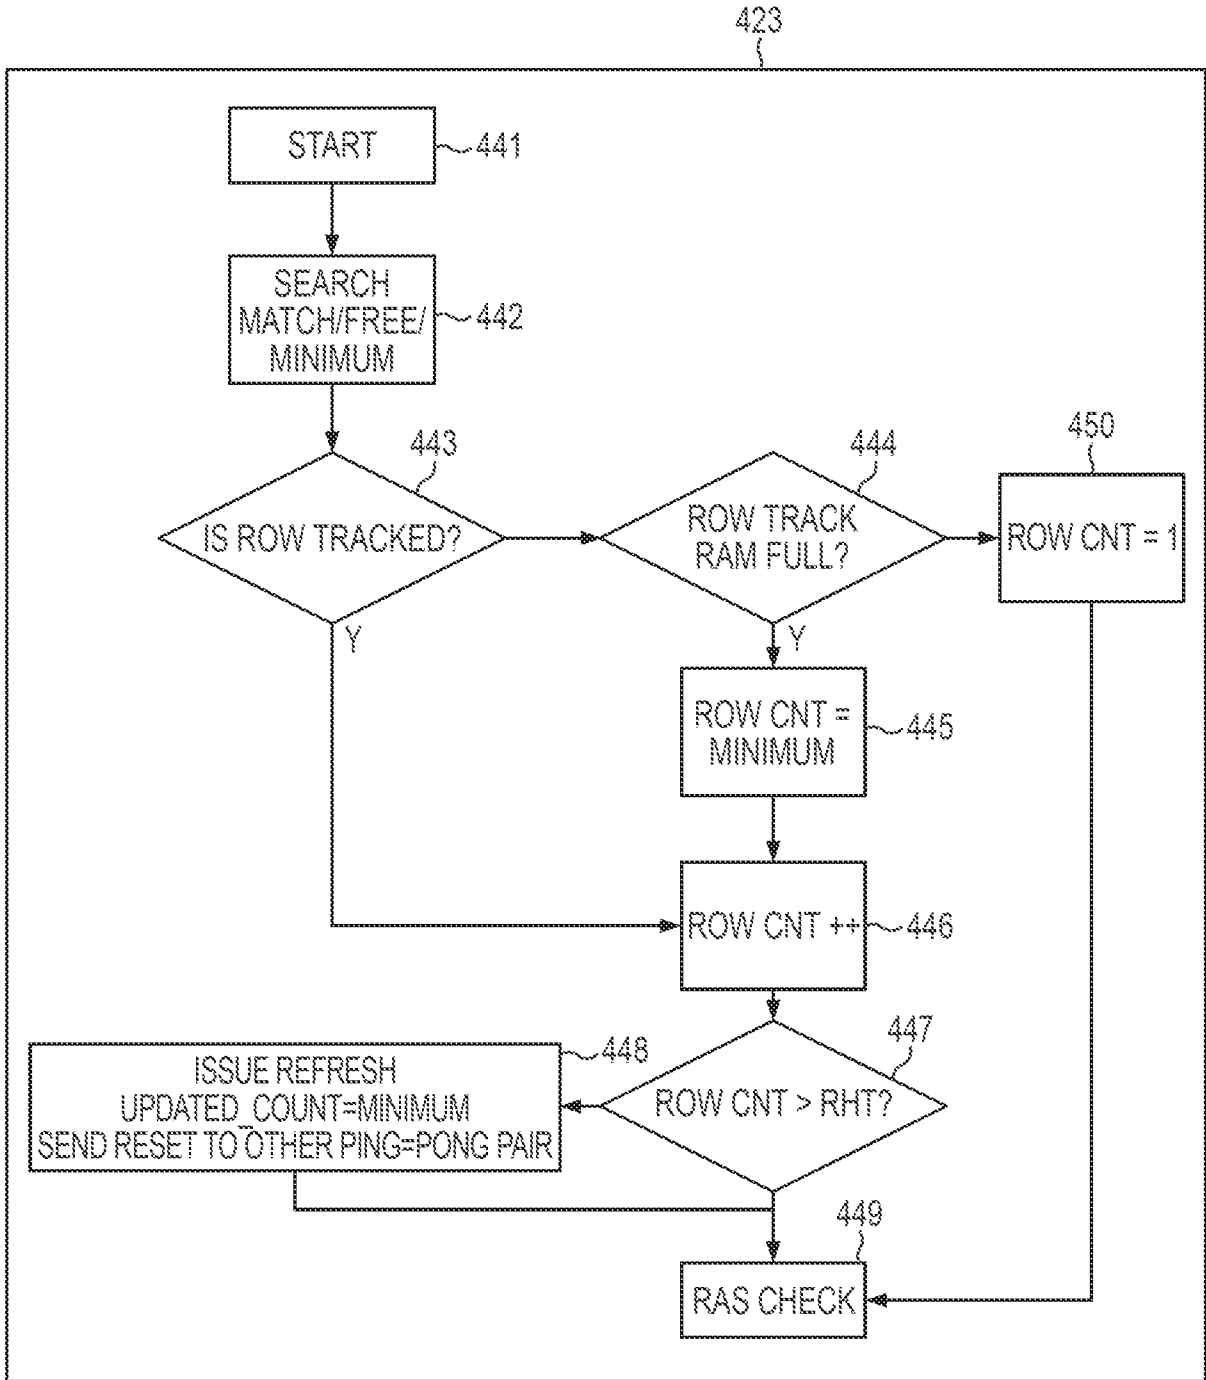 423
START
441
SEARCH
MATCH/FREE/
MINIMUM
442
443
IS ROW TRACKED?
Y
444
ROW TRACK
RAM FULL?
Y
450
ROW CNT = 1
ROW CNT =
MINIMUM
445
ROW CNT ++
446
447
ROW CNT > RHT?
448
ISSUE REFRESH
UPDATED_COUNT=MINIMUM
SEND RESET TO OTHER PING=PONG PAIR
449
RAS CHECK